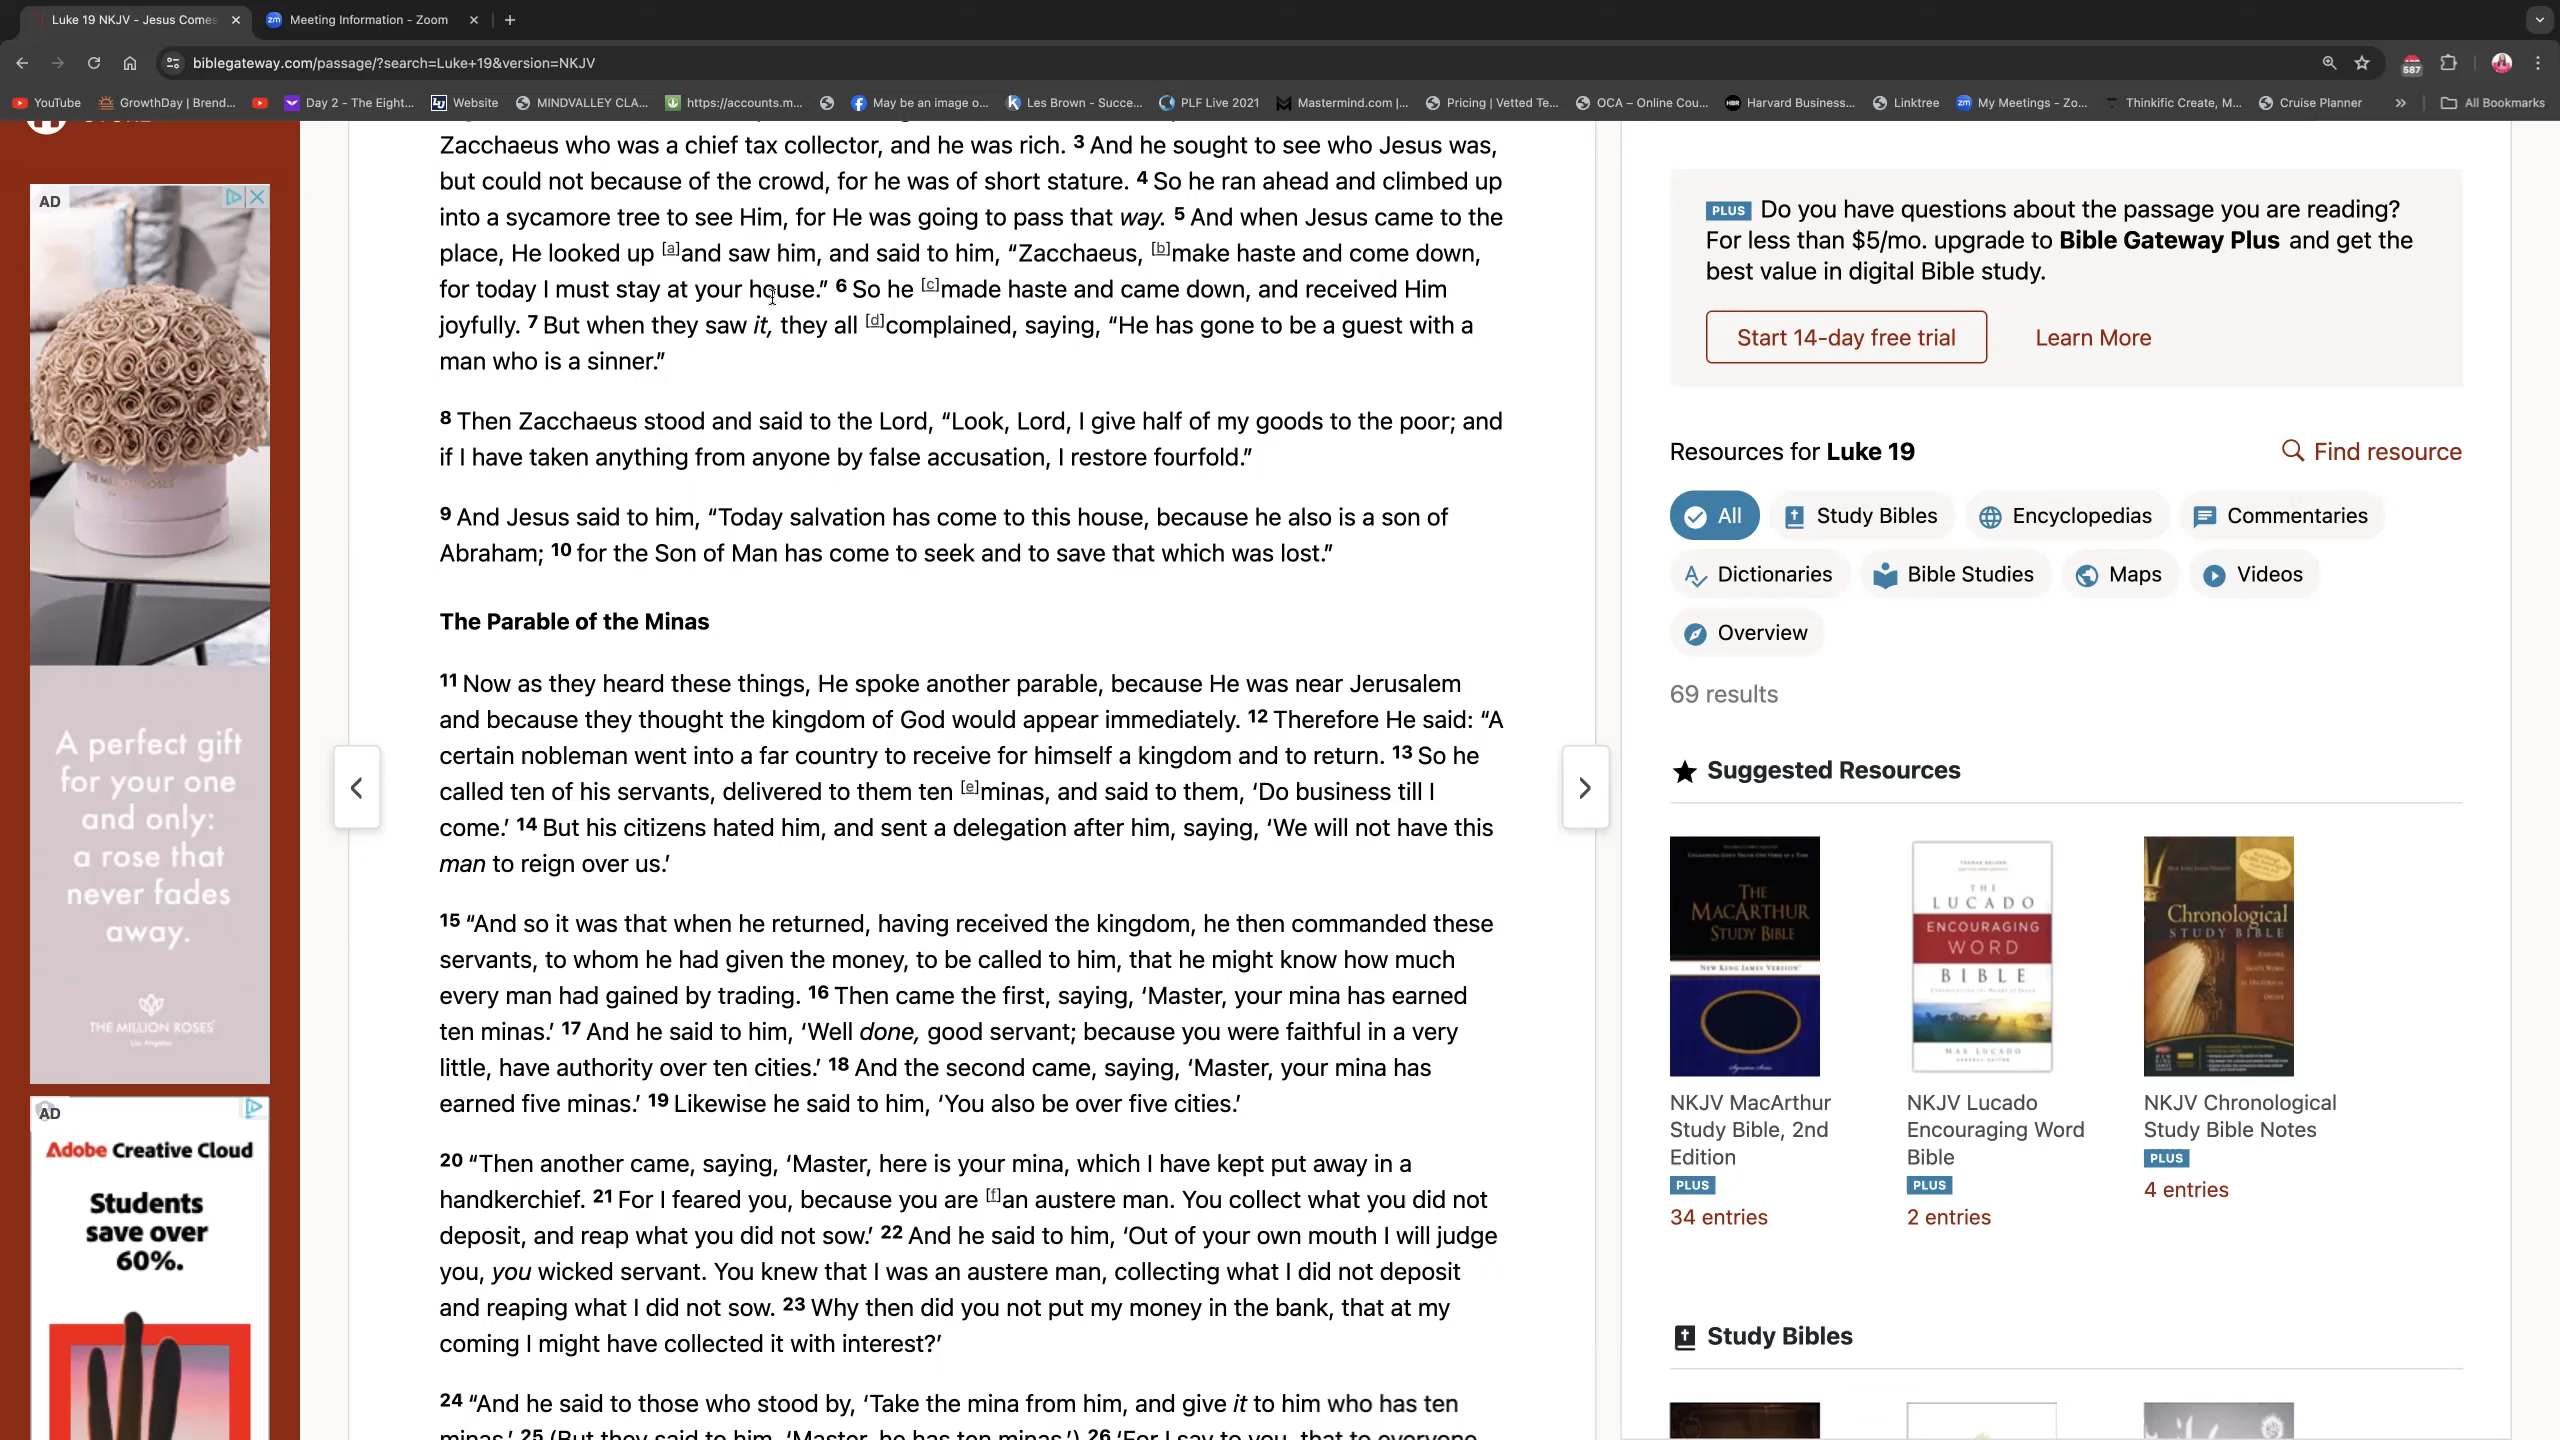 Luke 19 NKJV - Jesus Comes
Meeting Information - Zoom
biblegateway.com/passage/?search=Luke+19&version=NKJV
587
YouTube
GrowthDay | Brend...
Day 2 - The Eight...
Website
MINDVALLEY CLA...
https://accounts.m...
May be an image o...
Les Brown - Succe...
PLF Live 2021
Mastermind.com |...
Pricing | Vetted Te...
OCA – Online Cou...
Harvard Business...
Linktree
My Meetings - Zo...
Thinkific Create, M...
Cruise Planner
All Bookmarks
Zacchaeus who was a chief tax collector, and he was rich. 3 And he sought to see who Jesus was,
but could not because of the crowd, for he was of short stature. 4 So he ran ahead and climbed up
into a sycamore tree to see Him, for He was going to pass that way. 5 And when Jesus came to the
place, He looked up [a]and saw him, and said to him, “Zacchaeus, [b]make haste and come down,
for today I must stay at your house.” 6 So he [c]made haste and came down, and received Him
joyfully. 7 But when they saw it, they all [d]complained, saying, “He has gone to be a guest with a
man who is a sinner.”
8 Then Zacchaeus stood and said to the Lord, “Look, Lord, I give half of my goods to the poor; and
if I have taken anything from anyone by false accusation, I restore fourfold.”
9 And Jesus said to him, “Today salvation has come to this house, because he also is a son of
Abraham; 10 for the Son of Man has come to seek and to save that which was lost.”
The Parable of the Minas
11 Now as they heard these things, He spoke another parable, because He was near Jerusalem
and because they thought the kingdom of God would appear immediately. 12 Therefore He said: “A
certain nobleman went into a far country to receive for himself a kingdom and to return. 13 So he
called ten of his servants, delivered to them ten [e]minas, and said to them, ‘Do business till I
come.’ 14 But his citizens hated him, and sent a delegation after him, saying, ‘We will not have this
man to reign over us.’
15 “And so it was that when he returned, having received the kingdom, he then commanded these
servants, to whom he had given the money, to be called to him, that he might know how much
every man had gained by trading. 16 Then came the first, saying, ‘Master, your mina has earned
ten minas.’ 17 And he said to him, ‘Well done, good servant; because you were faithful in a very
little, have authority over ten cities.’ 18 And the second came, saying, ‘Master, your mina has
earned five minas.’ 19 Likewise he said to him, ‘You also be over five cities.’
20 “Then another came, saying, ‘Master, here is your mina, which I have kept put away in a
handkerchief. 21 For I feared you, because you are [f]an austere man. You collect what you did not
deposit, and reap what you did not sow.’ 22 And he said to him, ‘Out of your own mouth I will judge
you, you wicked servant. You knew that I was an austere man, collecting what I did not deposit
and reaping what I did not sow. 23 Why then did you not put my money in the bank, that at my
coming I might have collected it with interest?’
24 “And he said to those who stood by, ‘Take the mina from him, and give it to him who has ten
minas.’ 25 (But they said to him, ‘Master, he has ten minas.’) 26 ‘For I say to you, that to everyone
AD
A perfect gift
for your one
and only:
a rose that
never fades
away.
THE MILLION ROSES
Los Angeles
AD
Adobe Creative Cloud
Students
save over
60%.
PLUS Do you have questions about the passage you are reading?
For less than $5/mo. upgrade to Bible Gateway Plus and get the
best value in digital Bible study.
Start 14-day free trial
Learn More
Resources for Luke 19
Find resource
All
Study Bibles
Encyclopedias
Commentaries
Dictionaries
Bible Studies
Maps
Videos
Overview
69 results
Suggested Resources
THE
MACARTHUR
STUDY BIBLE
NEW KING JAMES VERSION
THE
LUCADO
ENCOURAGING
WORD
BIBLE
MAX LUCADO
Chronological
STUDY BIBLE
NKJV MacArthur
Study Bible, 2nd
Edition
PLUS
34 entries
NKJV Lucado
Encouraging Word
Bible
PLUS
2 entries
NKJV Chronological
Study Bible Notes
PLUS
4 entries
Study Bibles